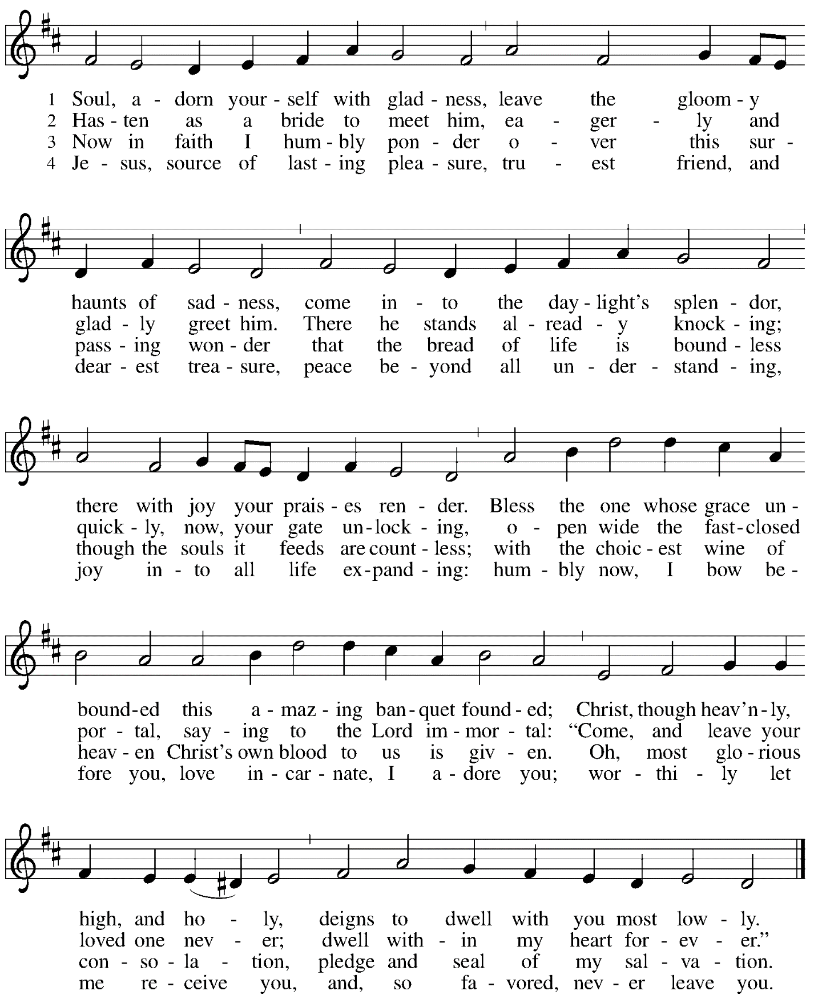 1 Soul, a - dorn your - self with glad - ness, leave the gloom - y
2 Has - ten as a bride to meet him, ea - ger - ly and
3 Now in faith I hum - bly pon - der o - ver this sur -
4 Je - sus, source of last - ing plea - sure, tru - est friend, and
haunts of sad - ness, come in - to the day - light's splen - dor,
glad - ly greet him. There he stands al - read - y knock - ing;
pass - ing won - der that the bread of life is bound - less
dear - est trea - sure, peace be - yond all un - der - stand - ing,
there with joy your prais - es ren - der. Bless the one whose grace un -
quick - ly, now, your gate un - lock - ing, o - pen wide the fast - closed
though the souls it feeds are count - less; with the choic - est wine of
joy in - to all life ex - pand - ing: hum - bly now, I bow be -
bound - ed this a - maz - ing ban - quet found - ed; Christ, though heav'n - ly,
por - tal, say - ing to the Lord im - mor - tal: “Come, and leave your
heav - en Christ's own blood to us is giv - en. Oh, most glo - rious
fore you, love in - car - nate, I a - dore you; wor - thi - ly let
high, and ho - ly, deigns to dwell with you most low - ly.
loved one nev - er; dwell with - in my heart for - ev - er.”
con - so - la - tion, pledge and seal of my sal - va - tion.
me re - ceive you, and, so fa - vored, nev - er leave you.